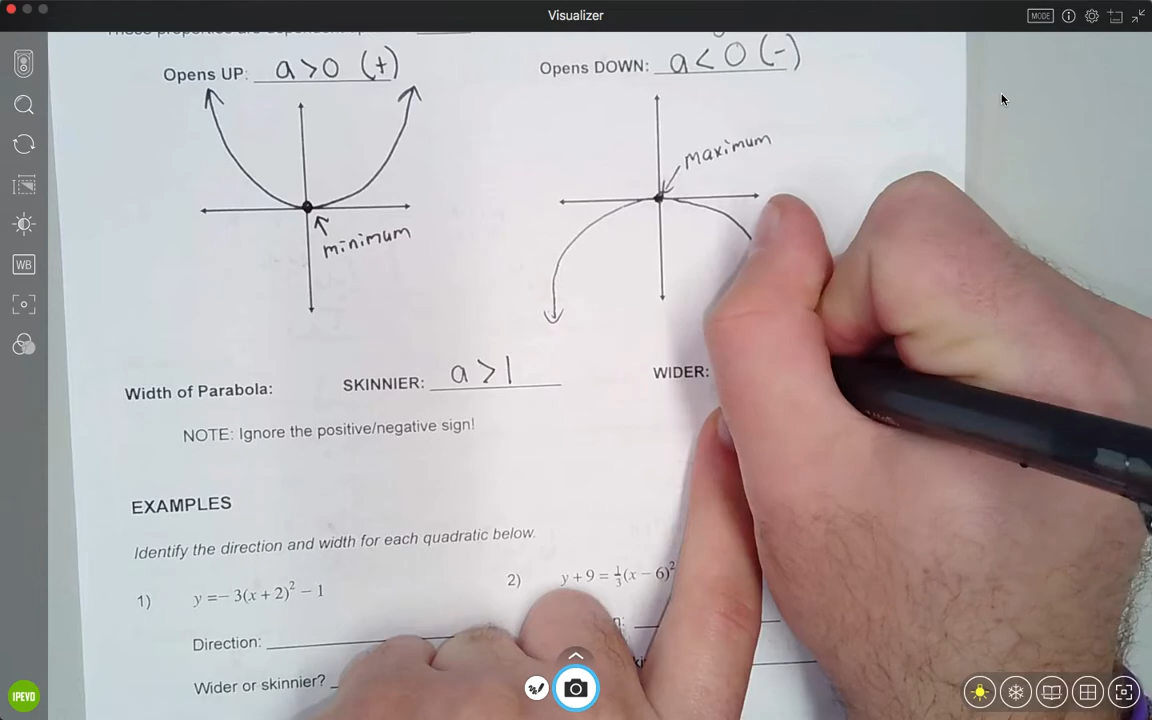 Visualizer
MODE
Opens UP: a>0 (+)
Opens DOWN: a<0 (-)
maximum
minimum
WB
Width of Parabola:
SKINNIER: a>1
WIDER:
NOTE: Ignore the positive/negative sign!
EXAMPLES
Identify the direction and width for each quadratic below.
1) y =− 3(x + 2)² − 1
2) y + 9 = 1/3(x − 6)²
Direction:
Wider or skinnier?
IPEVO